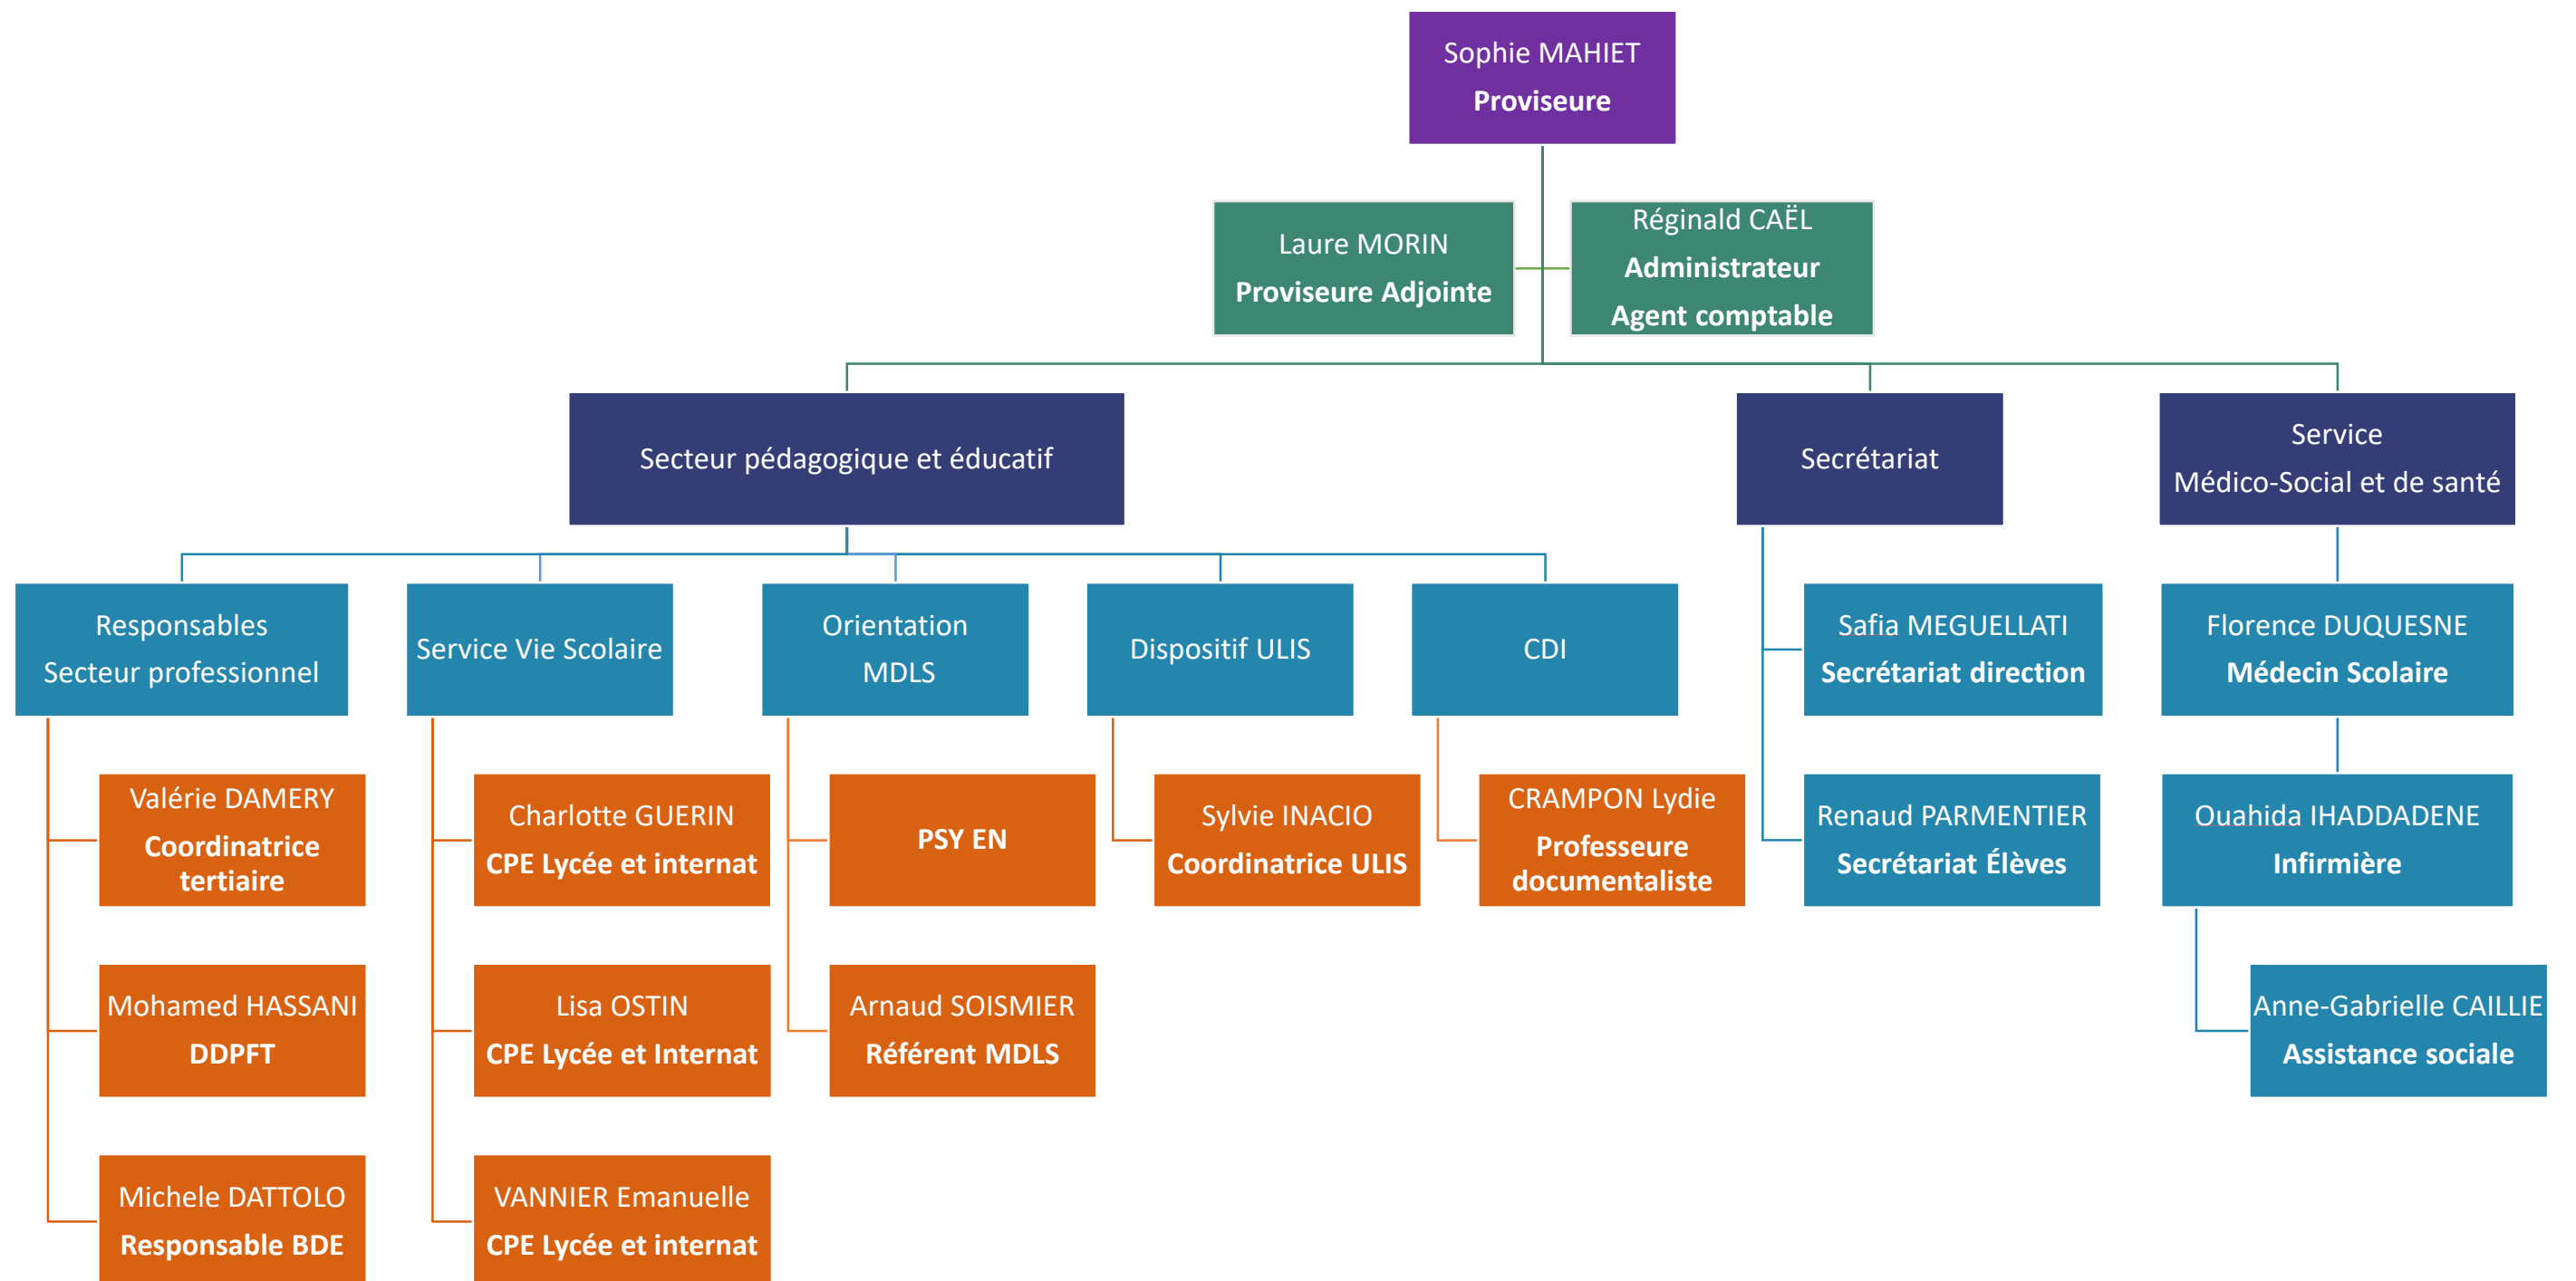 Sophie MAHIET
Proviseure
Laure MORIN
Proviseure Adjointe
Réginald CAËL
Administrateur
Agent comptable
Secteur pédagogique et éducatif
Secrétariat
Service
Médico-Social et de santé
Responsables
Secteur professionnel
Service Vie Scolaire
Orientation
MDLS
Dispositif ULIS
CDI
Safia MEGUELLATI
Secrétariat direction
Florence DUQUESNE
Médecin Scolaire
Valérie DAMERY
Coordinatrice
tertiaire
Charlotte GUERIN
CPE Lycée et internat
PSY EN
Sylvie INACIO
Coordinatrice ULIS
CRAMPON Lydie
Professeure
documentaliste
Renaud PARMENTIER
Secrétariat Élèves
Ouahida IHADDADENE
Infirmière
Mohamed HASSANI
DDPFT
Lisa OSTIN
CPE Lycée et Internat
Arnaud SOISMIER
Référent MDLS
Anne-Gabrielle CAILLIE
Assistance sociale
Michele DATTOLO
Responsable BDE
VANNIER Emanuelle
CPE Lycée et internat